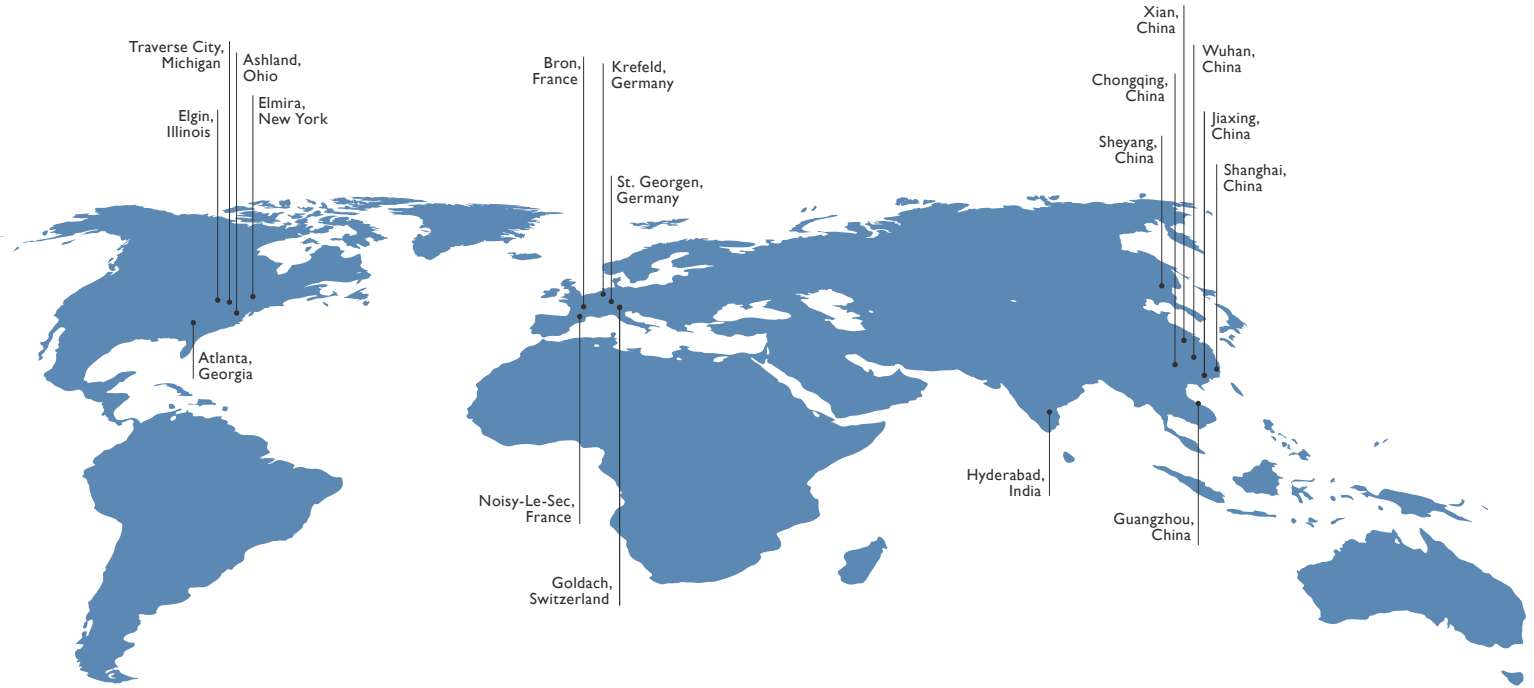 Xian,
China
Traverse City,
Michigan
Ashland,
Ohio
Wuhan,
China
Bron,
France
Krefeld,
Germany
Chongqing,
China
Elmira,
New York
Elgin,
Illinois
Jiaxing,
China
Sheyang,
China
Shanghai,
China
St. Georgen,
Germany
Atlanta,
Georgia
Hyderabad,
India
Noisy-Le-Sec,
France
Guangzhou,
China
Goldach,
Switzerland